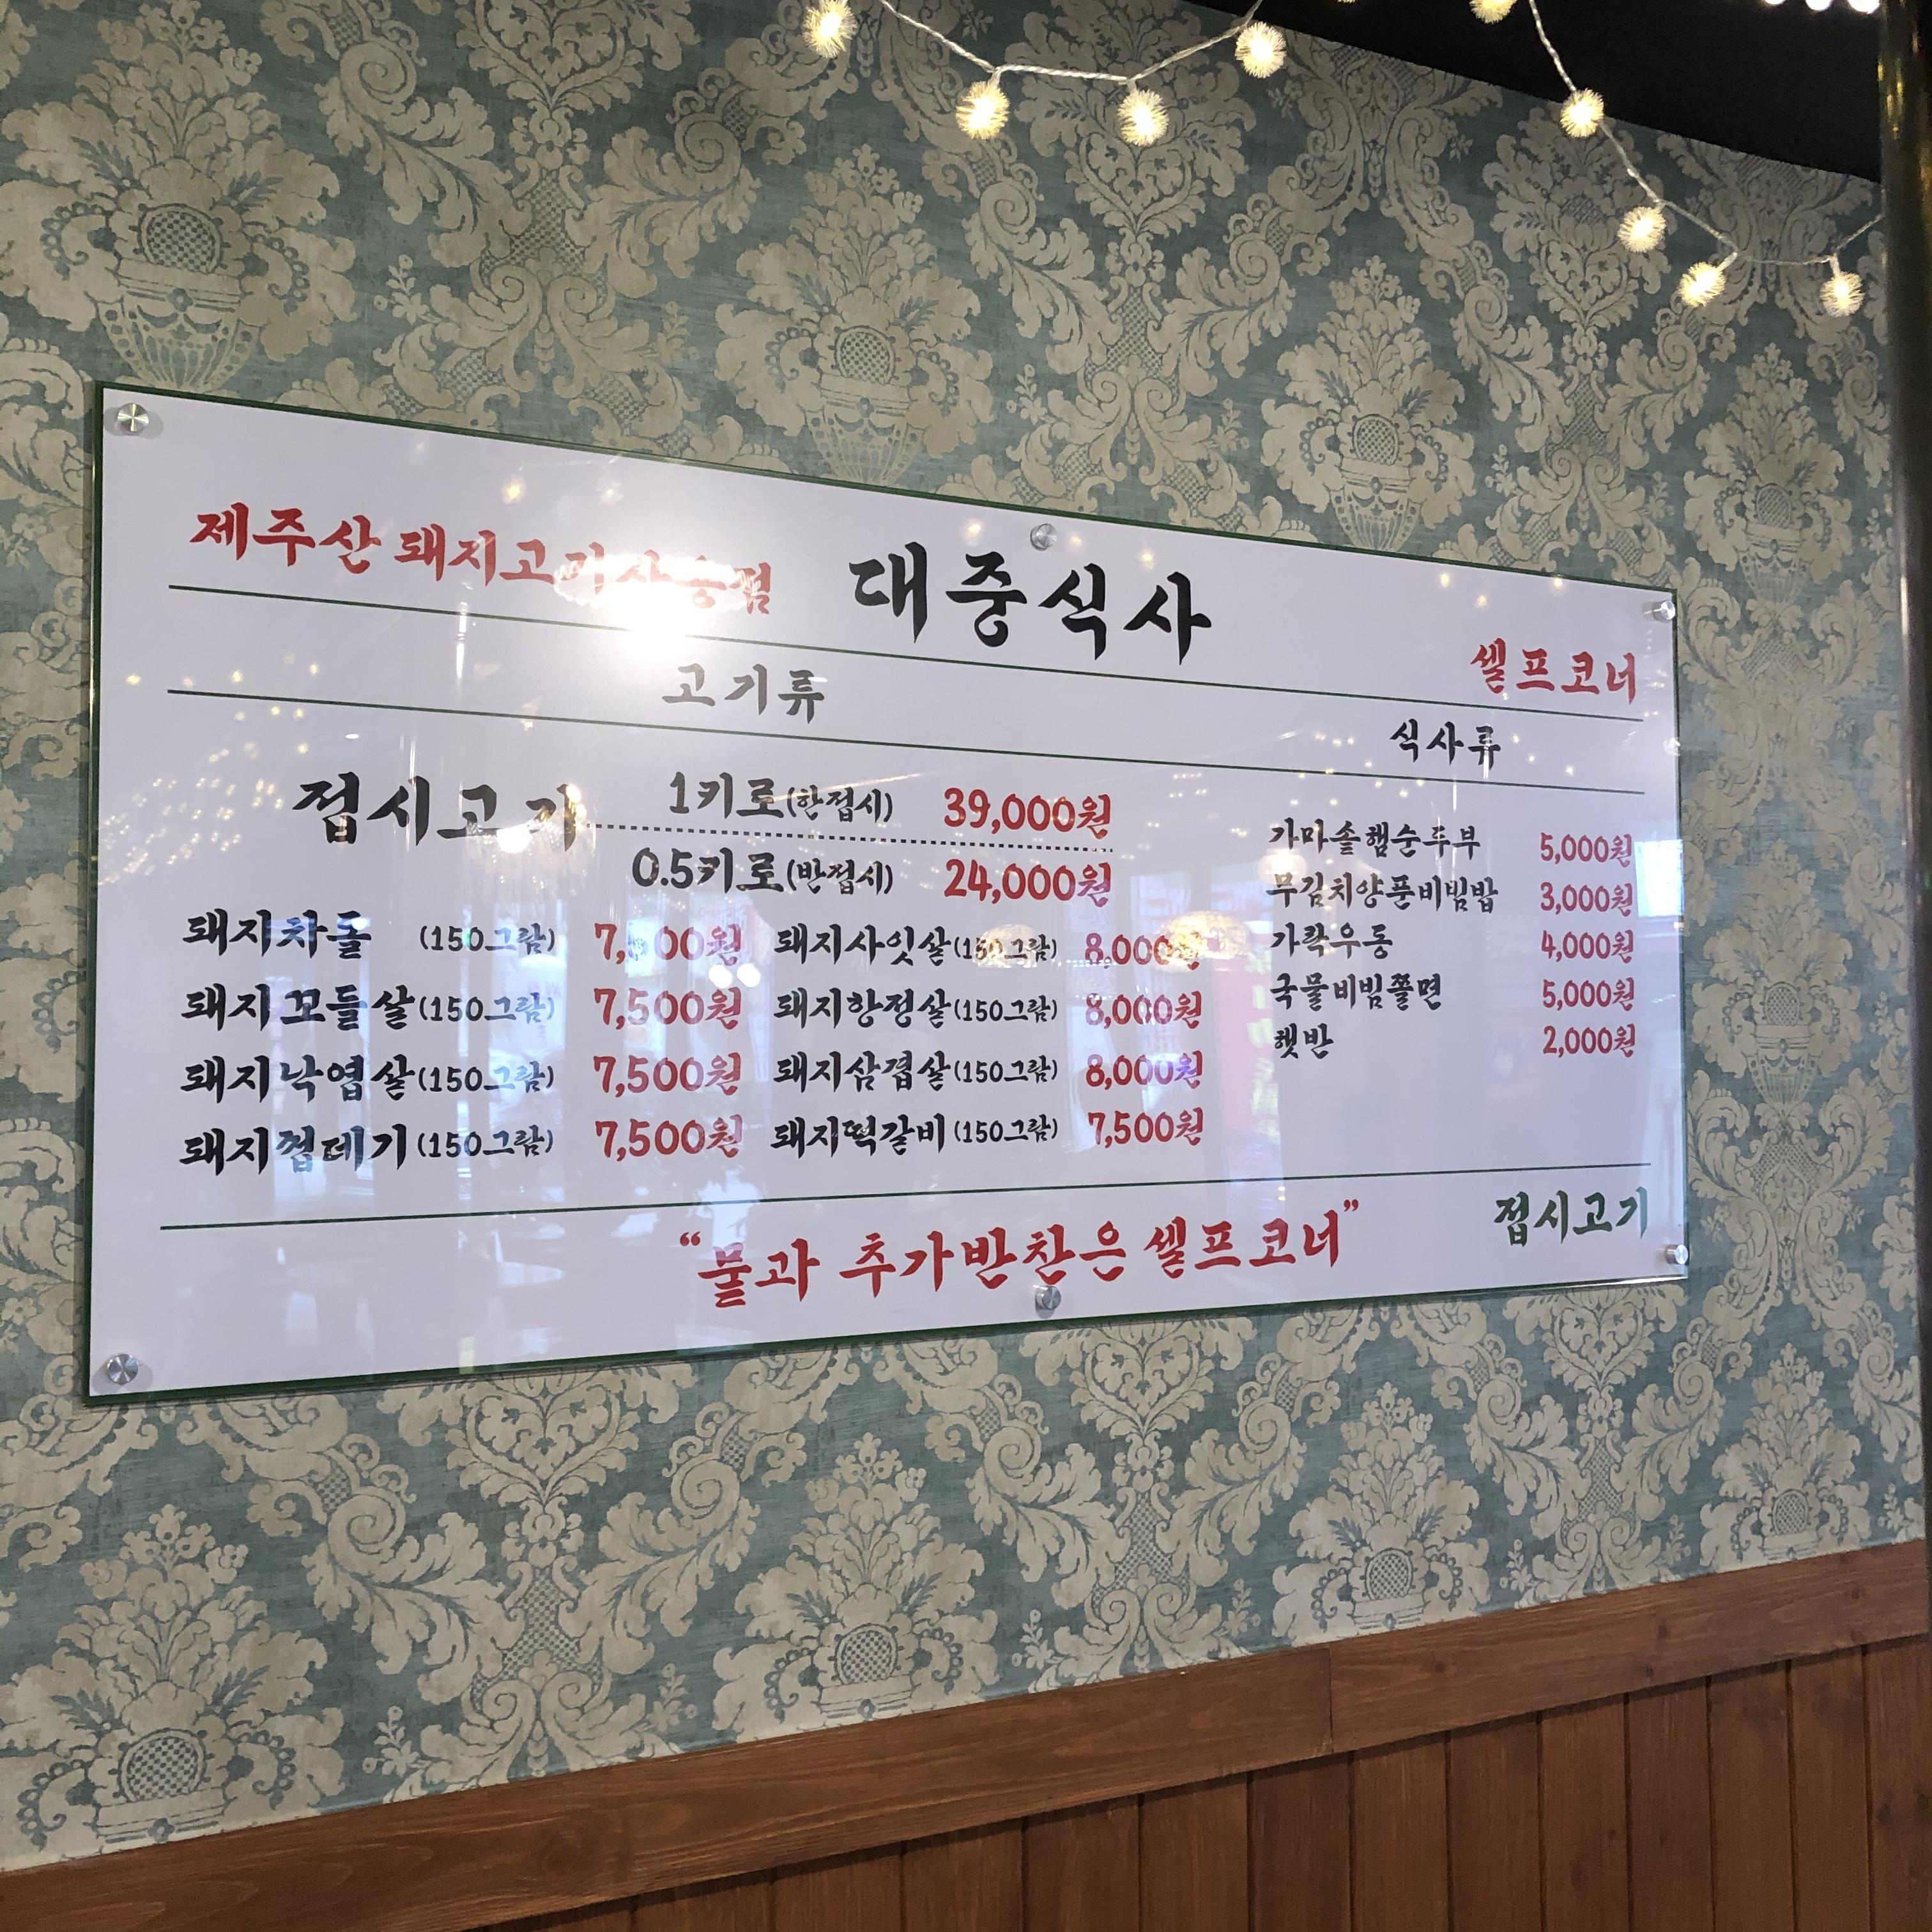 제주산 돼지고기
대중식사
셀프코너
고기류
식사류
접시고기
1키로(한접시) 39,000원
0.5키로(반접시) 24,000원
돼지차돌 (150그람) 돼지사잇살(150그람) 8,000원
돼지꼬들살(150그람) 7,500원 돼지항정살(150그람) 8,000원
돼지낙엽살(150그람) 7,500원 돼지삼겹살(150그람) 8,000원
돼지껍데기(150그람) 7,500원 돼지떡갈비(150그람) 7,500원
가마솥햄순두부 5,000원
무김치양푼비빔밥 3,000원
가락우동 4,000원
국물비빔쫄면 5,000원
햇반 2,000원
"물과 추가반찬은 셀프코너"
접시고기